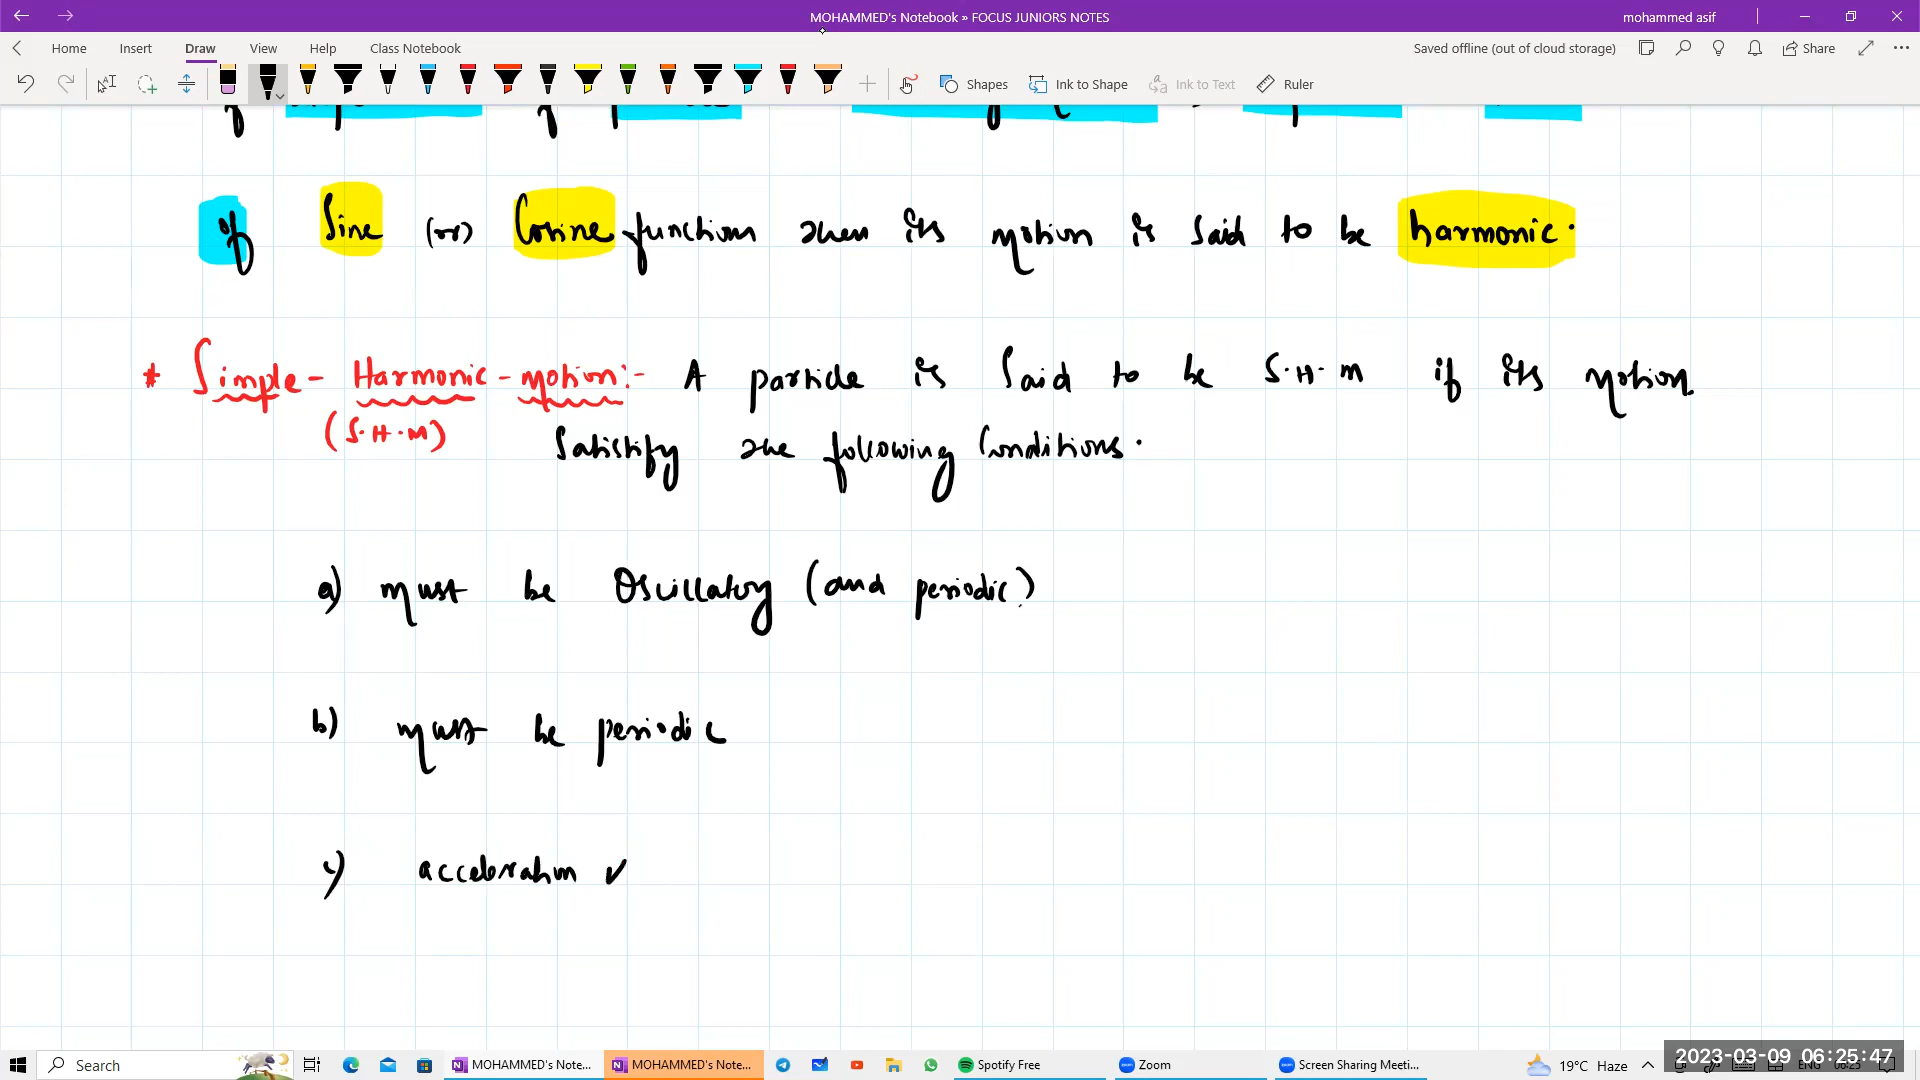 MOHAMMED's Notebook » FOCUS JUNIORS NOTES
mohammed asif
Home Insert Draw View Help Class Notebook
Saved offline (out of cloud storage)
Share
Shapes Ink to Shape Ink to Text Ruler
of Sine (or) Cosine function then its motion is said to be harmonic.
* Simple - Harmonic - motion:- A particle is said to be S.H.M if its motion
(S.H.M) Satistify the following Conditions.
a) must be Oscillatory (and periodic)
b) must be periodic
c) acceleration
Search
MOHAMMED's Note...
MOHAMMED's Note...
Spotify Free
Zoom
Screen Sharing Meeti...
19°C Haze
ENG
2023-03-09 06:25:47